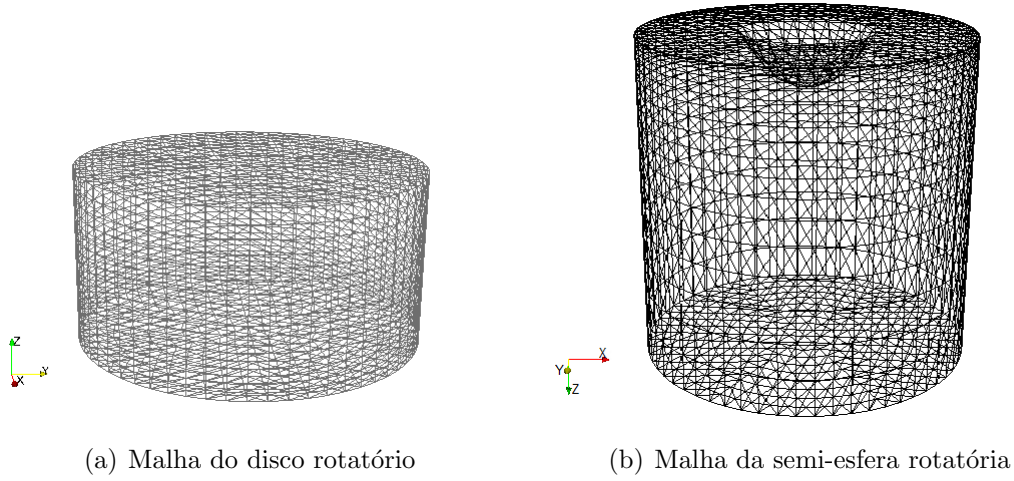 Z
Y
X
X
Y
Z
(a) Malha do disco rotatório
(b) Malha da semi-esfera rotatória